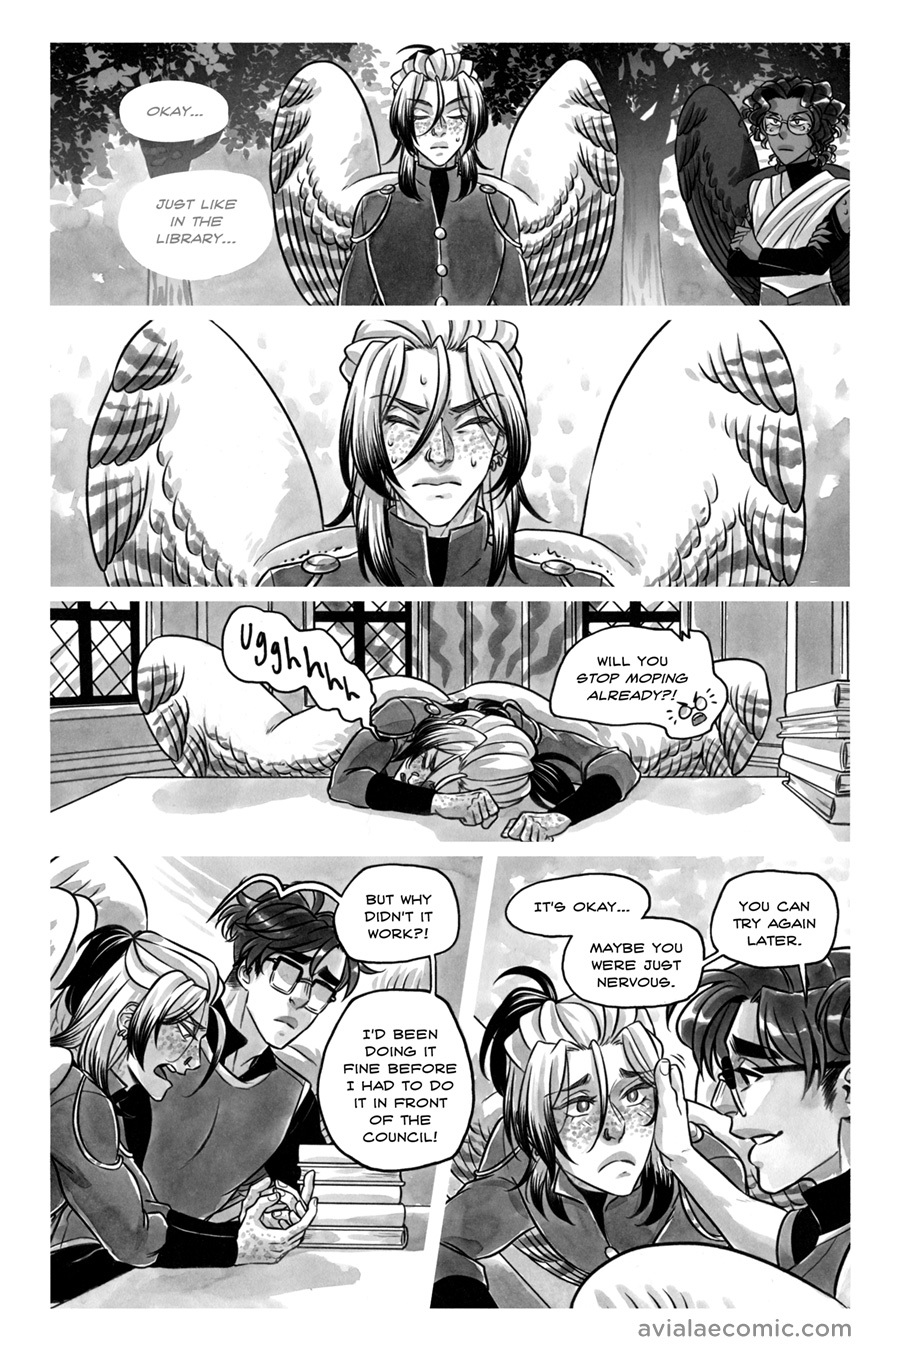 OKAY...
JUST LIKE
IN THE
LIBRARY...
Ugghhhh
WILL YOU
STOP MOPING
ALREADY?!
BUT WHY
DIDN'T IT
WORK?!
I'D BEEN
DOING IT
FINE BEFORE
I HAD TO DO
IT IN FRONT
OF THE
COUNCIL!
IT'S OKAY...
MAYBE YOU
WERE JUST
NERVOUS.
YOU CAN
TRY AGAIN
LATER.
avialaecomic.com